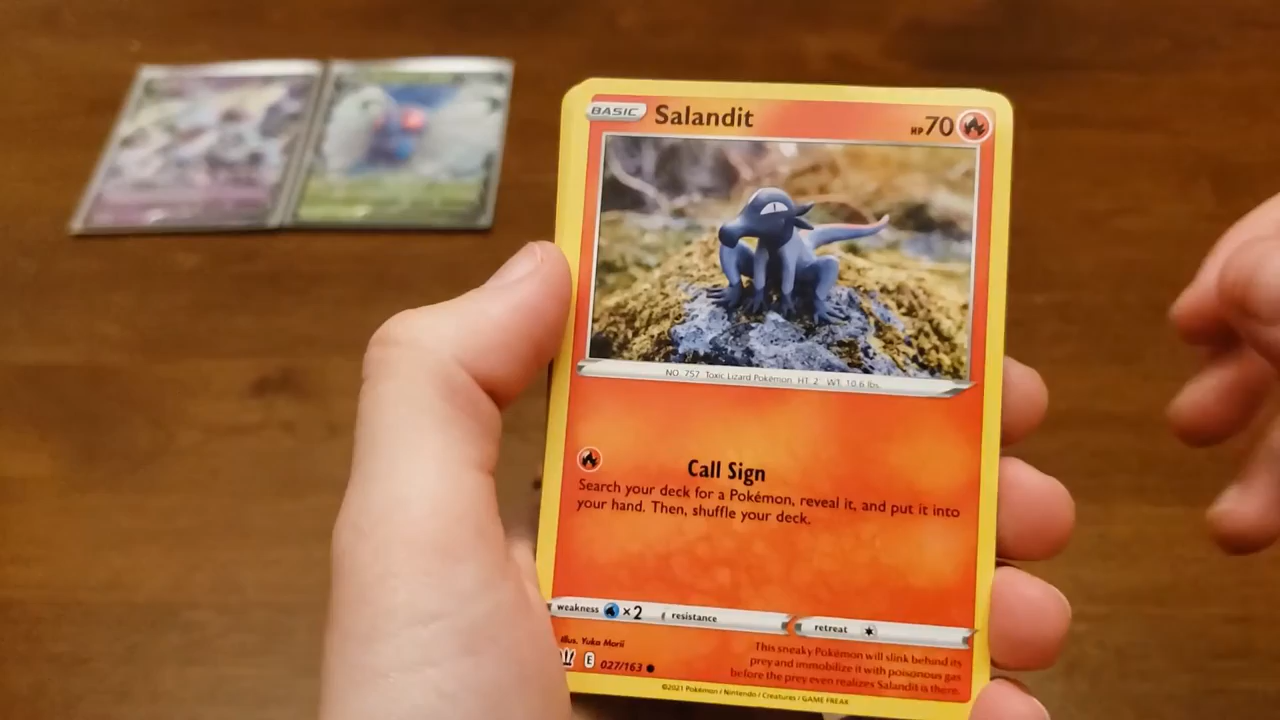 BASIC Salandit HP 70
NO. 757 Toxic Lizard Pokémon HT 2' WT. 10.6 lbs.
Call Sign
Search your deck for a Pokémon, reveal it, and put it into
your hand. Then, shuffle your deck.
weakness ×2 resistance retreat
Illus. Yuka Morii
E 027/163
This sneaky Pokémon will slink behind its
prey and immobilize it with poisonous gas
before the prey even realizes Salandit is there.
©2021 Pokémon / Nintendo / Creatures / GAME FREAK